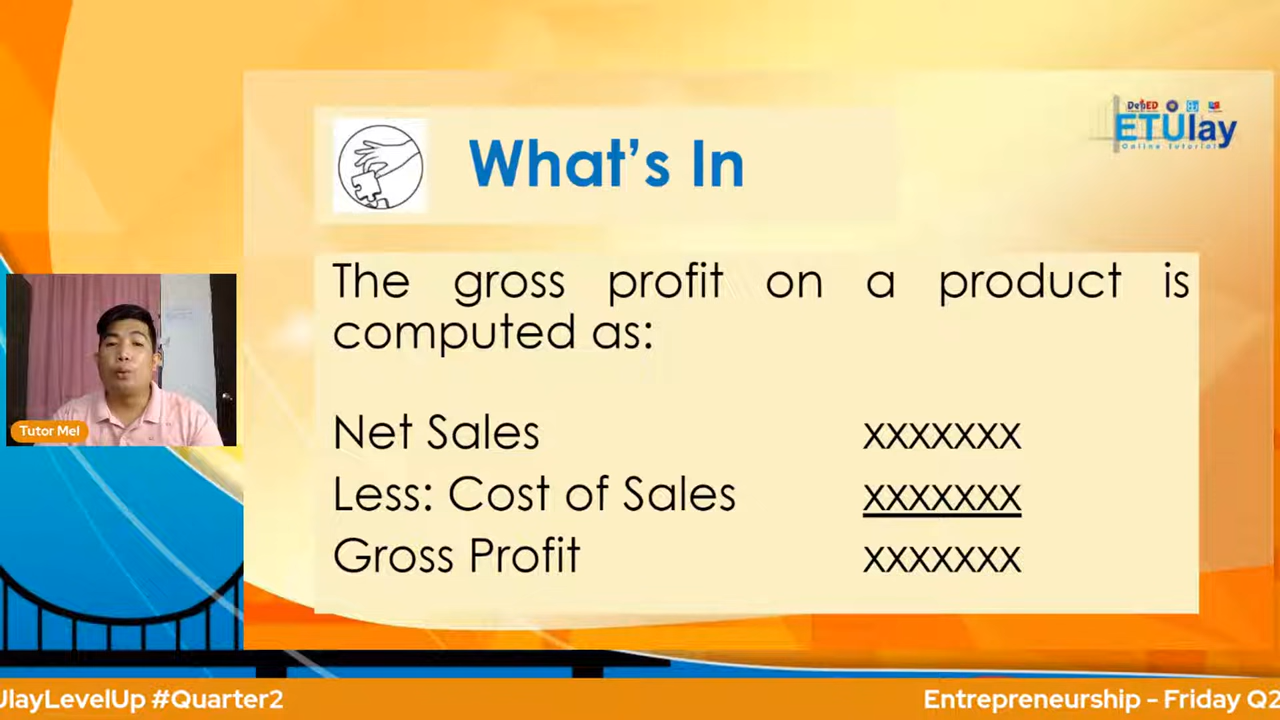 DepED
ETUlay
Online Tutorial
What's In
The gross profit on a product is
computed as:
Net Sales xxxxxxx
Less: Cost of Sales xxxxxxx
Gross Profit xxxxxxx
Tutor Mel
UlayLevelUp #Quarter2
Entrepreneurship - Friday Q2